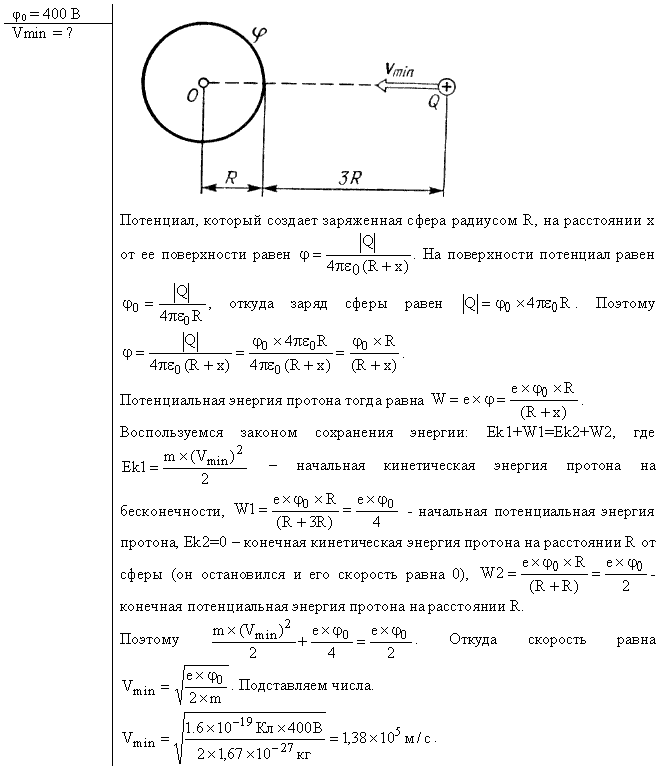 φ₀ = 400 В
Vmin = ?
φ
O
v_min
Q
R
3R
Потенциал, который создает заряженная сфера радиусом R, на расстоянии x
от ее поверхности равен φ = |Q| / 4πε₀(R + x). На поверхности потенциал равен
φ₀ = |Q| / 4πε₀R, откуда заряд сферы равен |Q| = φ₀ × 4πε₀R. Поэтому
φ = |Q| / 4πε₀(R + x) = φ₀ × 4πε₀R / 4πε₀(R + x) = φ₀ × R / (R + x).
Потенциальная энергия протона тогда равна W = e × φ = e × φ₀ × R / (R + x).
Воспользуемся законом сохранения энергии: Ek1+W1=Ek2+W2, где
Ek1 = m × (V_min)² / 2 – начальная кинетическая энергия протона на
бесконечности, W1 = e × φ₀ × R / (R + 3R) = e × φ₀ / 4 - начальная потенциальная энергия
протона, Ek2=0 – конечная кинетическая энергия протона на расстоянии R от
сферы (он остановился и его скорость равна 0), W2 = e × φ₀ × R / (R + R) = e × φ₀ / 2 -
конечная потенциальная энергия протона на расстоянии R.
Поэтому m × (V_min)² / 2 + e × φ₀ / 4 = e × φ₀ / 2. Откуда скорость равна
V_min = √(e × φ₀ / 2 × m). Подставляем числа.
V_min = √(1.6 × 10⁻¹⁹ Кл × 400В / 2 × 1,67 × 10⁻²⁷ кг) = 1,38 × 10⁵ м / с.